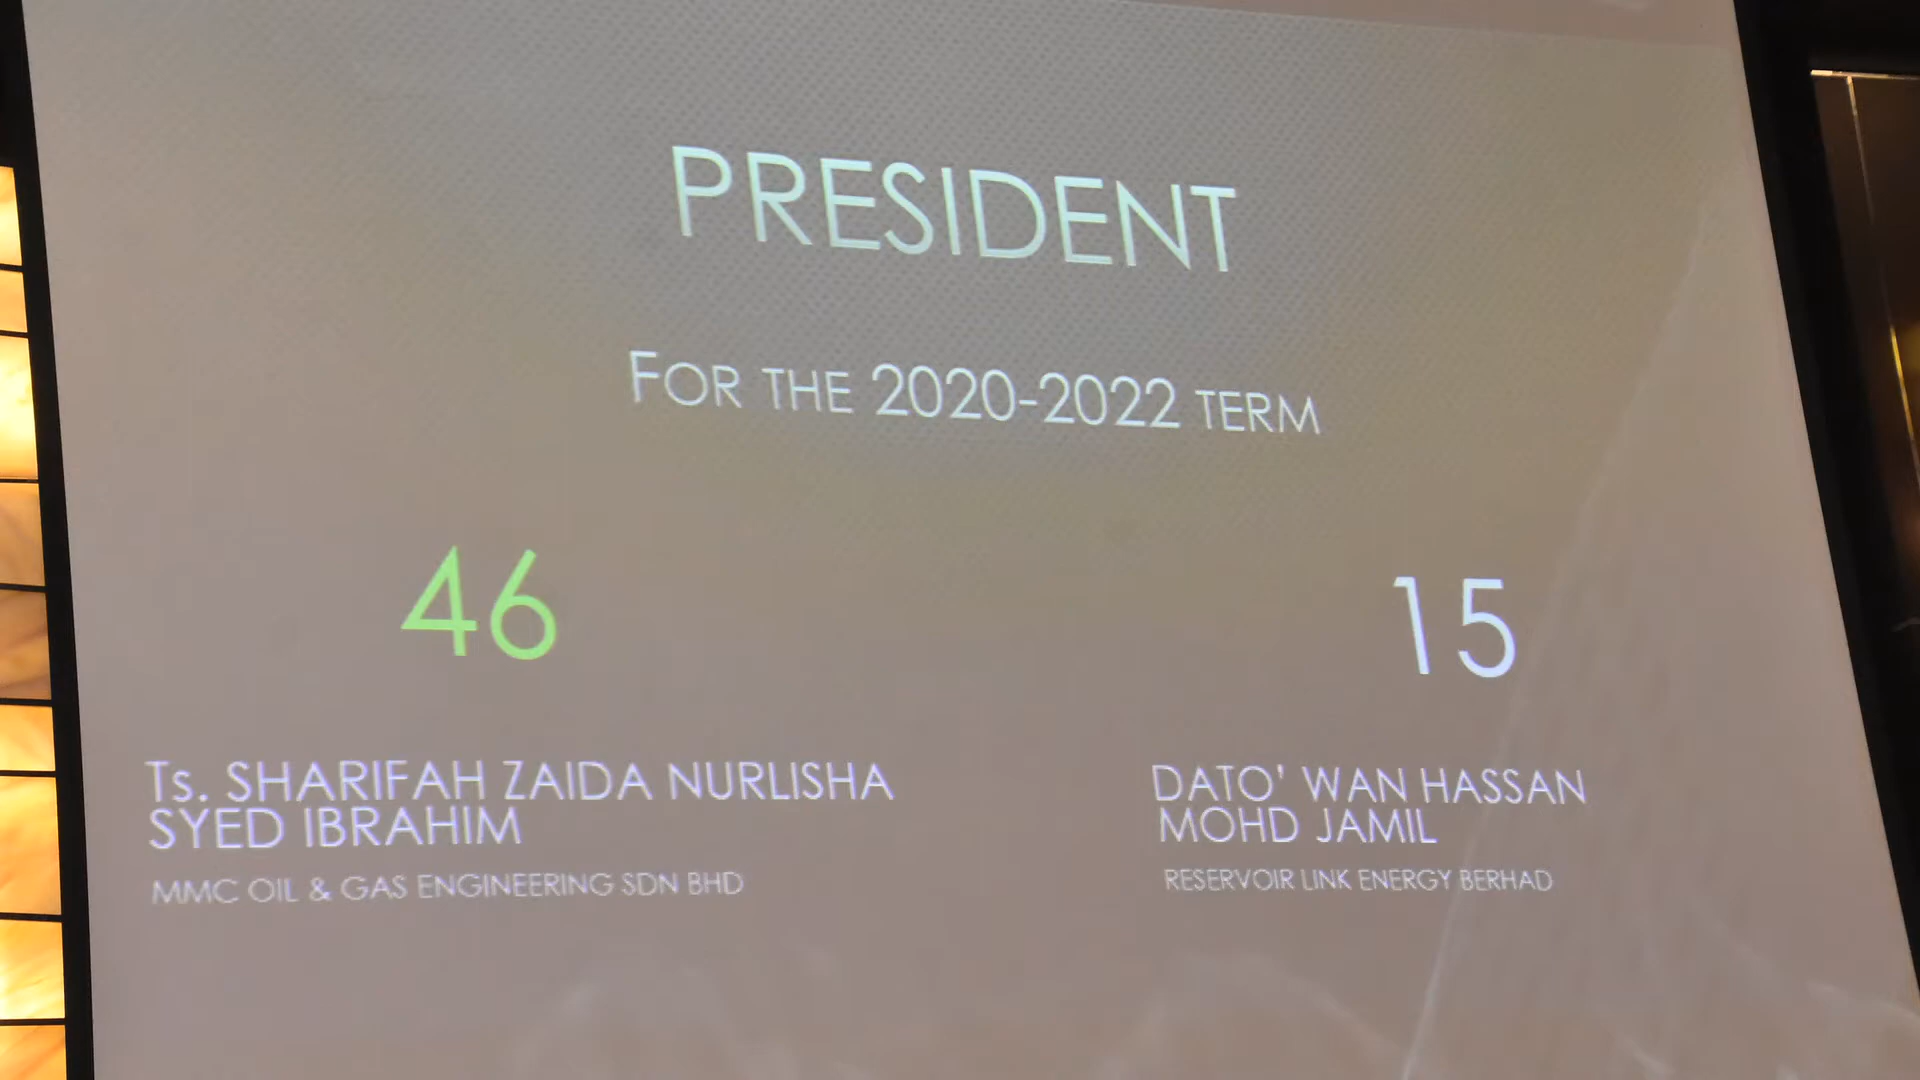 PRESIDENT
FOR THE 2020-2022 TERM
46
15
Ts. SHARIFAH ZAIDA NURLISHA
SYED IBRAHIM
MMC OIL & GAS ENGINEERING SDN BHD
DATO' WAN HASSAN
MOHD JAMIL
RESERVOIR LINK ENERGY BERHAD